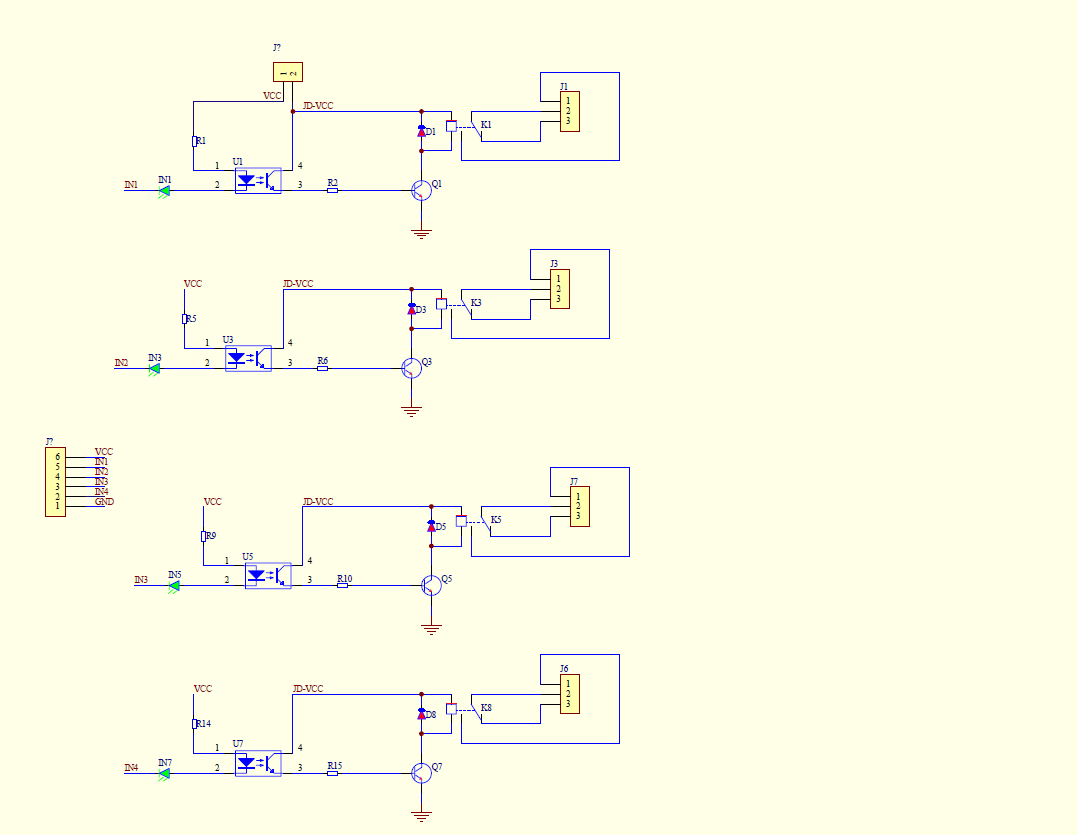 J?
1 2
VCC
JD-VCC
J1
1
2
3
K1
D1
R1
U1
1
4
IN1
IN1
2
3
R2
Q1
J3
1
2
3
VCC
JD-VCC
K3
D3
R5
U3
1
4
IN2
IN3
2
3
R6
Q3
J?
6 VCC
5 IN1
4 IN2
3 IN3
2 IN4
1 GND
J7
1
2
3
VCC
JD-VCC
K5
D5
R9
U5
1
4
IN3
IN5
2
3
R10
Q5
J6
1
2
3
VCC
JD-VCC
K8
D8
R14
U7
1
4
IN4
IN7
2
3
R15
Q7